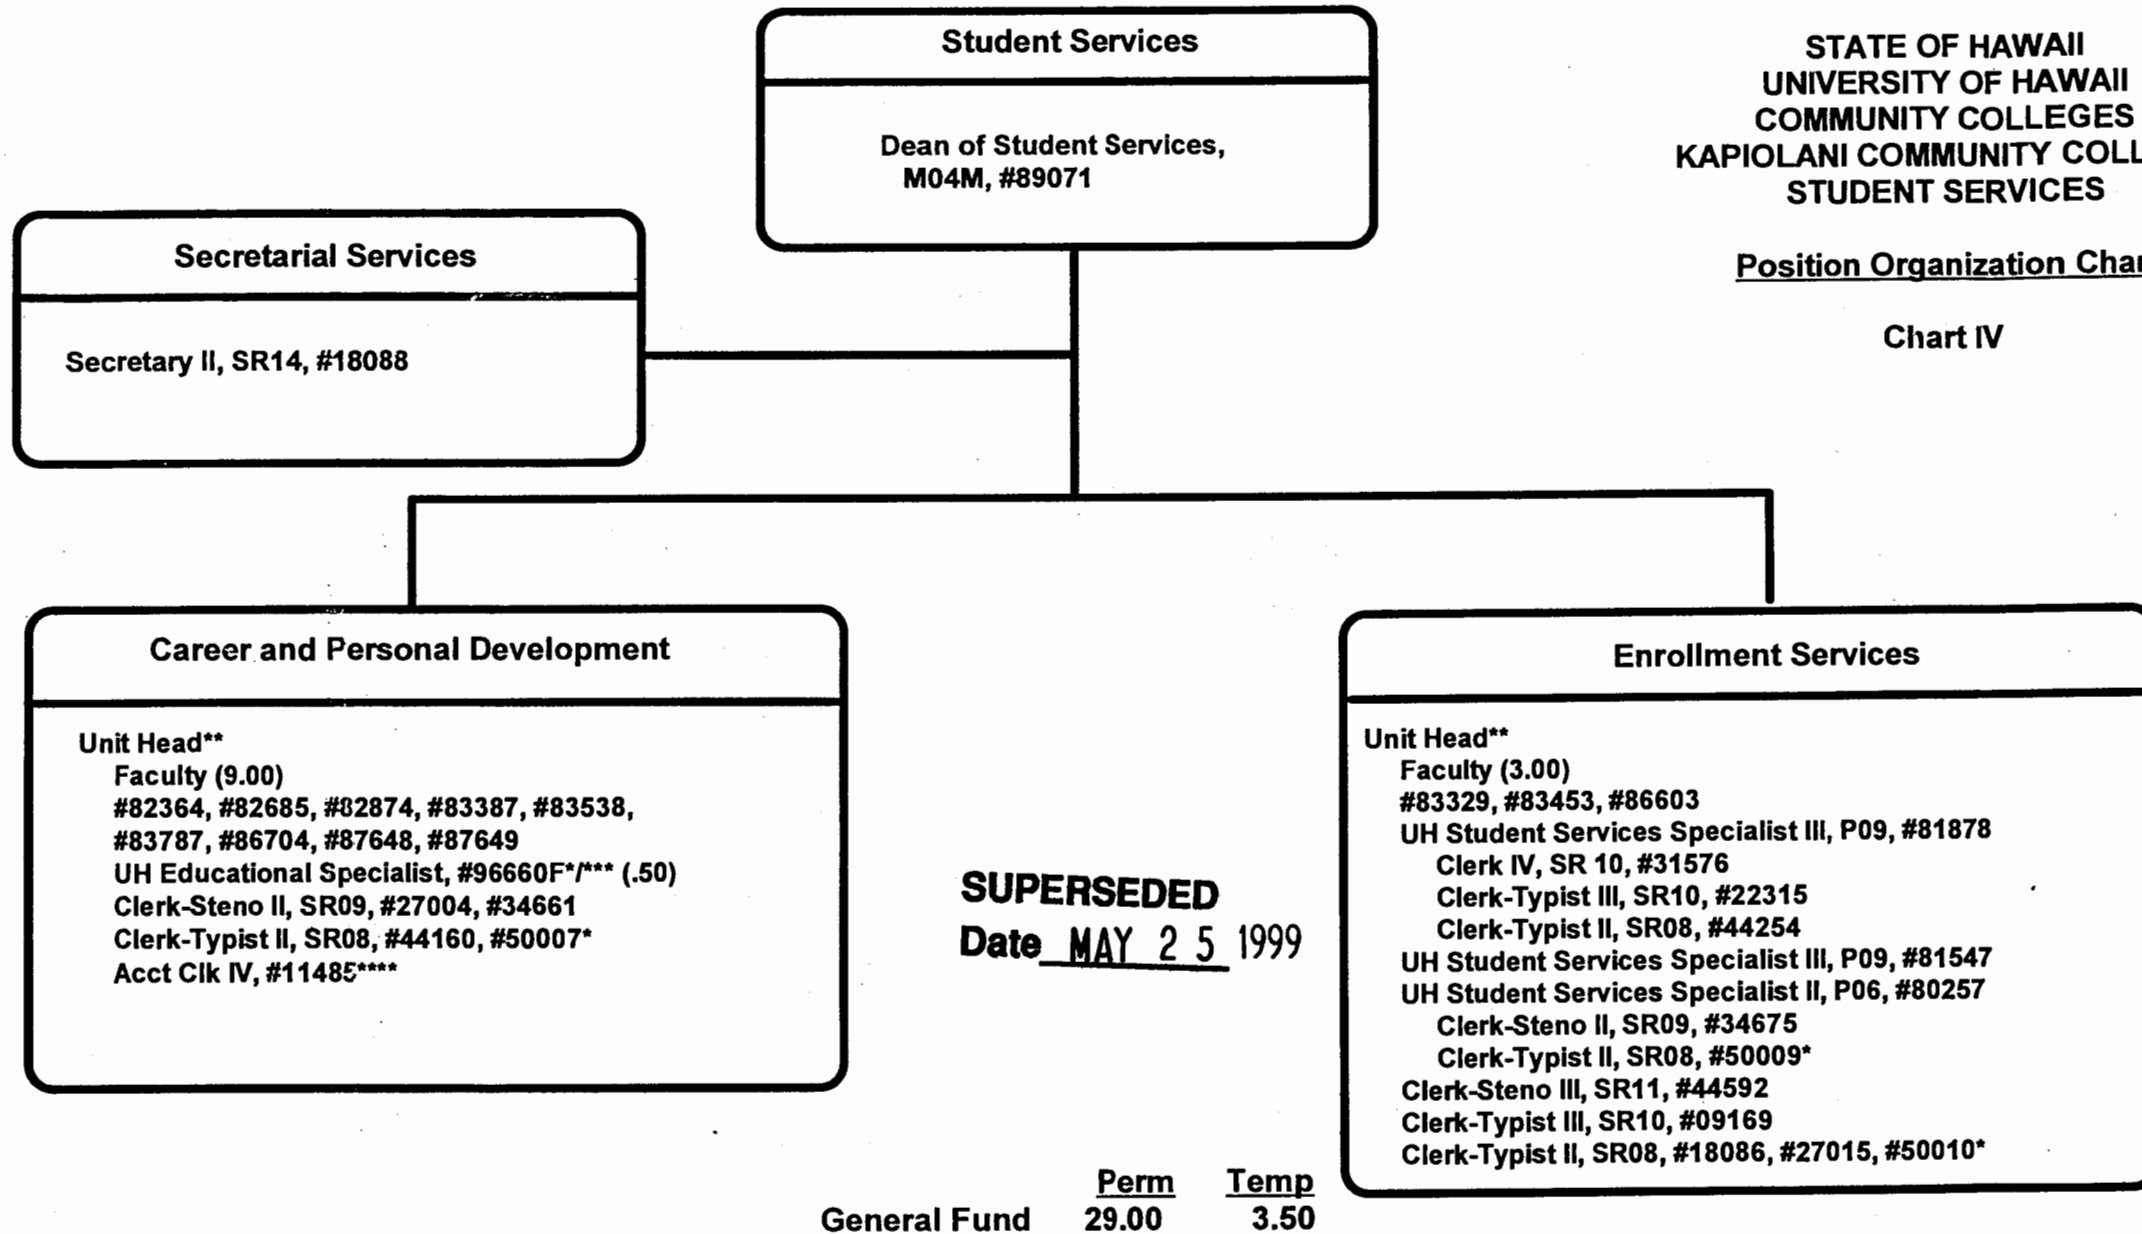 Student Services
Dean of Student Services,
M04M, #89071
STATE OF HAWAII
UNIVERSITY OF HAWAII
COMMUNITY COLLEGES
KAPIOLANI COMMUNITY COLL
STUDENT SERVICES
Position Organization Char
Chart IV
Secretarial Services
Secretary II, SR14, #18088
Career and Personal Development
Unit Head**
Faculty (9.00)
#82364, #82685, #82874, #83387, #83538,
#83787, #86704, #87648, #87649
UH Educational Specialist, #96660F*/*** (.50)
Clerk-Steno II, SR09, #27004, #34661
Clerk-Typist II, SR08, #44160, #50007*
Acct Clk IV, #11485****
SUPERSEDED
Date MAY 25 1999
Enrollment Services
Unit Head**
Faculty (3.00)
#83329, #83453, #86603
UH Student Services Specialist III, P09, #81878
Clerk IV, SR 10, #31576
Clerk-Typist III, SR10, #22315
Clerk-Typist II, SR08, #44254
UH Student Services Specialist III, P09, #81547
UH Student Services Specialist II, P06, #80257
Clerk-Steno II, SR09, #34675
Clerk-Typist II, SR08, #50009*
Clerk-Steno III, SR11, #44592
Clerk-Typist III, SR10, #09169
Clerk-Typist II, SR08, #18086, #27015, #50010*
Perm Temp
General Fund 29.00 3.50